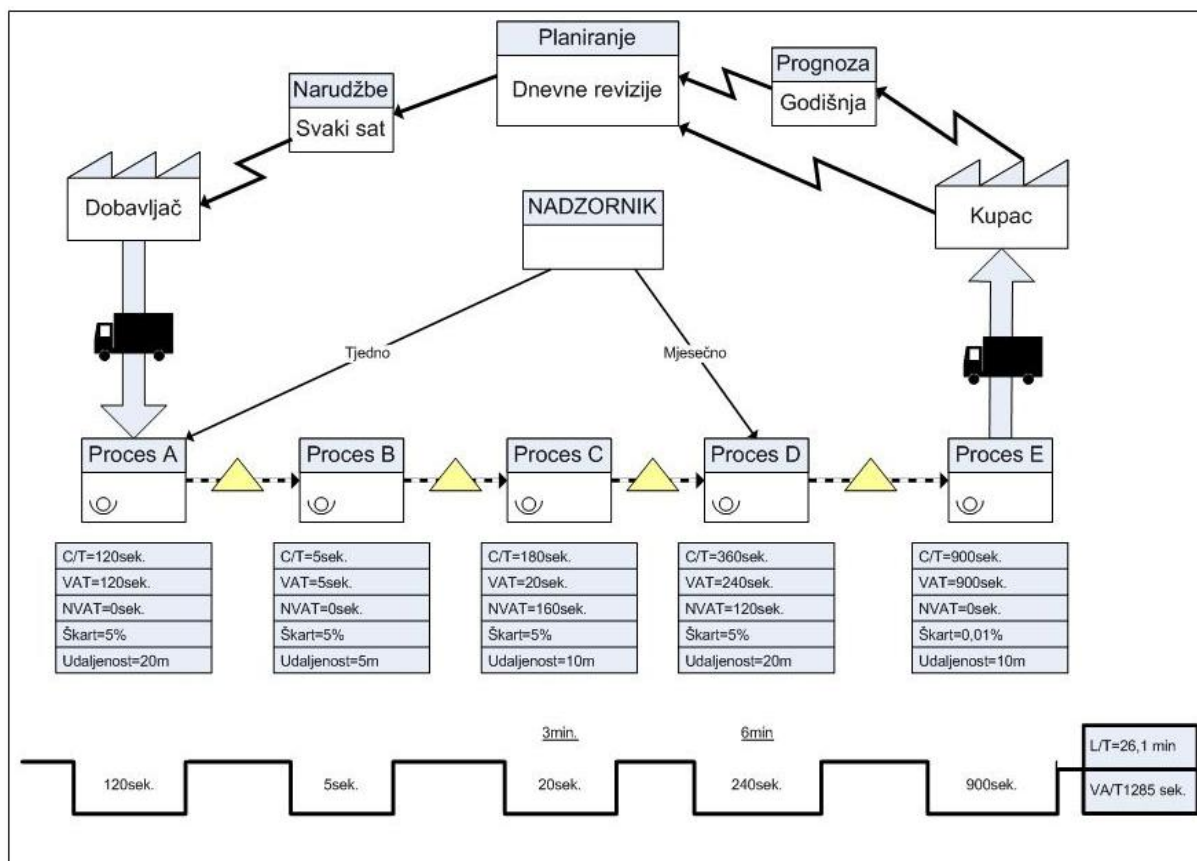 Planiranje
Dnevne revizije
Prognoza
Godišnja
Narudžbe
Svaki sat
Dobavljač
Kupac
NADZORNIK
Tjedno
Mjesečno
Proces A
Proces B
Proces C
Proces D
Proces E
C/T=120sek.
VAT=120sek.
NVAT=0sek.
Škart=5%
Udaljenost=20m
C/T=5sek.
VAT=5sek.
NVAT=0sek.
Škart=5%
Udaljenost=5m
C/T=180sek.
VAT=20sek.
NVAT=160sek.
Škart=5%
Udaljenost=10m
C/T=360sek.
VAT=240sek.
NVAT=120sek.
Škart=5%
Udaljenost=20m
C/T=900sek.
VAT=900sek.
NVAT=0sek.
Škart=0,01%
Udaljenost=10m
3min.
6min
120sek.
5sek.
20sek.
240sek.
900sek.
L/T=26,1 min
VA/T1285 sek.